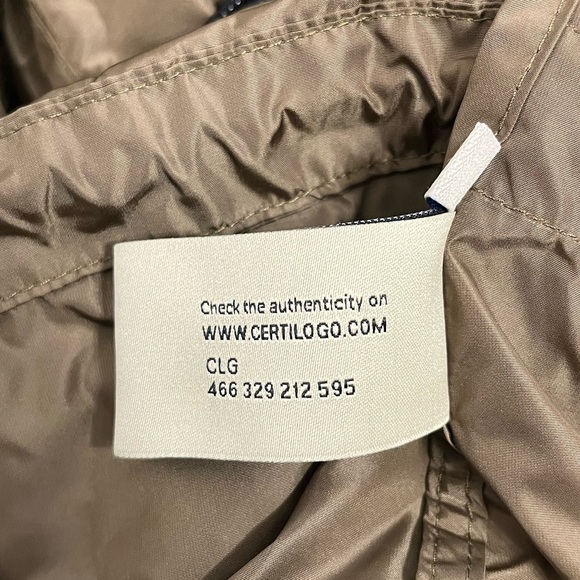 Check the authenticity on
WWW.CERTILOGO.COM
CLG
466 329 212 595